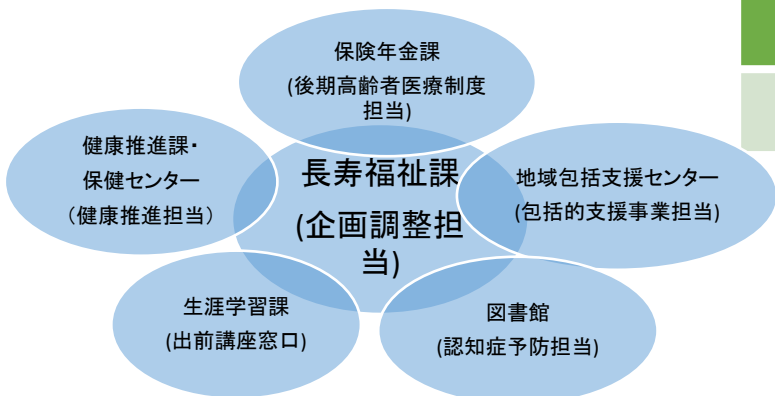 保険年金課
(後期高齢者医療制度
担当)
健康推進課・
保健センター
（健康推進担当）
長寿福祉課
(企画調整担
当)
地域包括支援センター
(包括的支援事業担当)
生涯学習課
(出前講座窓口)
図書館
(認知症予防担当)